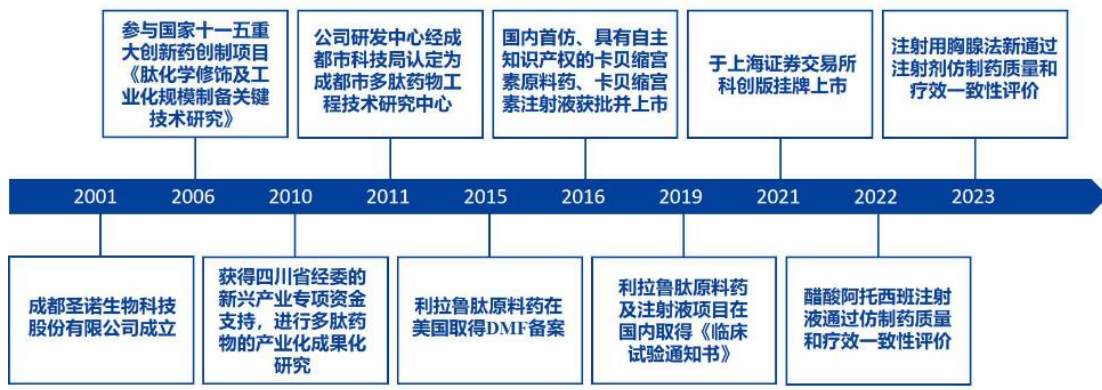 参与国家十一五重
大创新药创制项目
《肽化学修饰及工
业化规模制备关键
技术研究》
公司研发中心经成
都市科技局认定为
成都市多肽药物工
程技术研究中心
国内首仿、具有自主
知识产权的卡贝缩宫
素原料药、卡贝缩宫
素注射液获批并上市
于上海证券交易所
科创版挂牌上市
注射用胸腺法新通过
注射剂仿制药质量和
疗效一致性评价
2001 2006 2010 2011 2015 2016 2019 2021 2022 2023
成都圣诺生物科技
股份有限公司成立
获得四川省经委的
新兴产业专项资金
支持，进行多肽药
物的产业化成果化
研究
利拉鲁肽原料药在
美国取得DMF备案
利拉鲁肽原料药
及注射液项目在
国内取得《临床
试验通知书》
醋酸阿托西班注射
液通过仿制药质量
和疗效一致性评价